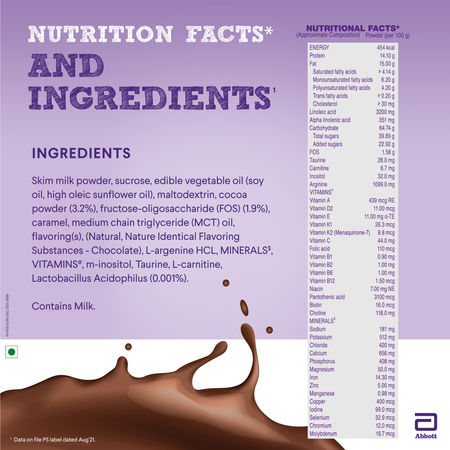 NUTRITION FACTS*
AND
INGREDIENTS¹
INGREDIENTS
Skim milk powder, sucrose, edible vegetable oil (soy
oil, high oleic sunflower oil), maltodextrin, cocoa
powder (3.2%), fructose-oligosaccharide (FOS) (1.9%),
caramel, medium chain triglyceride (MCT) oil,
flavoring(s), (Natural, Nature Identical Flavoring
Substances - Chocolate), L-argenine HCL, MINERALS$,
VITAMINS#, m-inositol, Taurine, L-carnitine,
Lactobacillus Acidophilus (0.001%).
Contains Milk.
¹ Data on file PS label dated Aug'21.
NUTRITIONAL FACTS*
(Approximate Composition) Powder (per 100 g)
ENERGY 454 kcal
Protein 14.10 g
Fat 15.00 g
Saturated fatty acids 4.14 g
Monounsaturated fatty acids 6.20 g
Polyunsaturated fatty acids 4.20 g
Trans fatty acids 0.20 g
Cholesterol 30 mg
Linoleic acid 3200 mg
Alpha linolenic acid 351 mg
Carbohydrate 64.74 g
Total sugars 39.89 g
Added sugars 22.92 g
FOS 1.58 g
Taurine 28.0 mg
Carnitine 6.7 mg
Inositol 32.0 mg
Arginine 1099.0 mg
VITAMINS#
Vitamin A 439 mcg RE
Vitamin D2 11.00 mcg
Vitamin E 11.00 mg α-TE
Vitamin K1 26.3 mcg
Vitamin K2 (Menaquinone-7) 8.8 mcg
Vitamin C 44.0 mg
Folic acid 110 mcg
Vitamin B1 0.90 mg
Vitamin B2 1.00 mg
Vitamin B6 1.00 mg
Vitamin B12 1.50 mcg
Niacin 7.00 mg NE
Pantothenic acid 3100 mcg
Biotin 16.0 mcg
Choline 118.0 mg
MINERALS$
Sodium 181 mg
Potassium 512 mg
Chloride 420 mg
Calcium 656 mg
Phosphorus 408 mg
Magnesium 50.0 mg
Iron 14.30 mg
Zinc 5.00 mg
Manganese 0.98 mg
Copper 400 mcg
Iodine 99.0 mcg
Selenium 32.9 mcg
Chromium 12.0 mcg
Molybdenum 19.7 mcg
Abbott